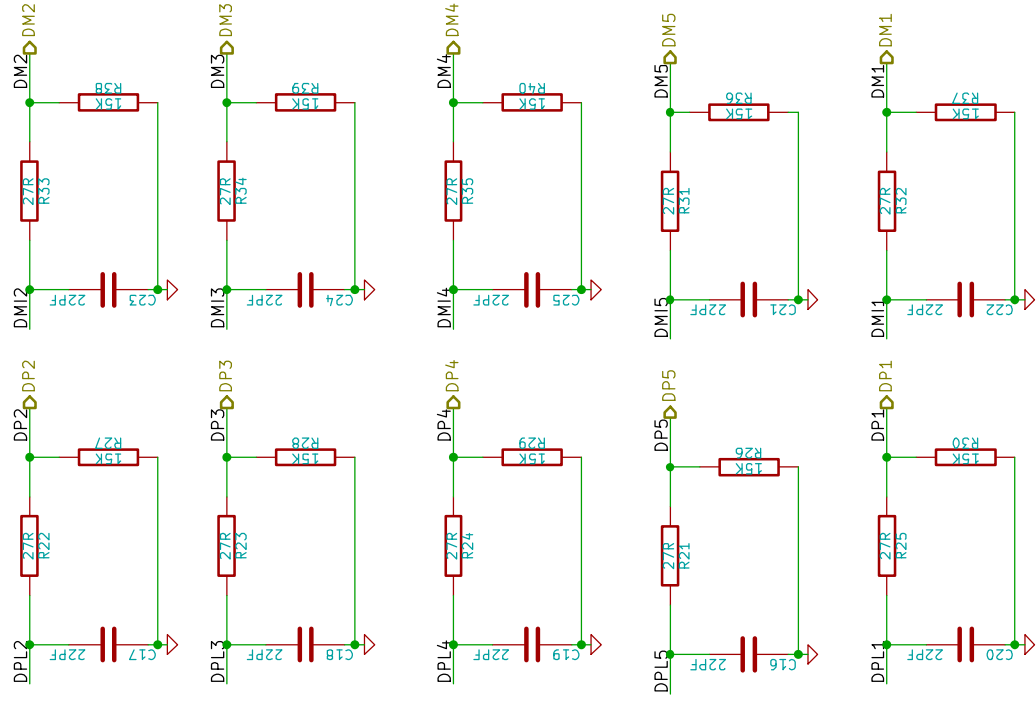 DM2
DM2
R38
15K
27R
R33
DMI2
22PF
C23
DM3
DM3
R39
15K
27R
R34
DMI3
22PF
C24
DM4
DM4
R40
15K
27R
R35
DMI4
22PF
C25
DM5
DM5
R36
15K
27R
R31
DMI5
22PF
C21
DM1
DM1
R37
15K
27R
R32
DMI1
22PF
C22
DP2
DP2
R27
15K
27R
R22
DPL2
22PF
C17
DP3
DP3
R28
15K
27R
R23
DPL3
22PF
C18
DP4
DP4
R29
15K
27R
R24
DPL4
22PF
C19
DP5
DP5
R26
15K
27R
R21
DPL5
22PF
C16
DP1
DP1
R30
15K
27R
R25
DPL1
22PF
C20